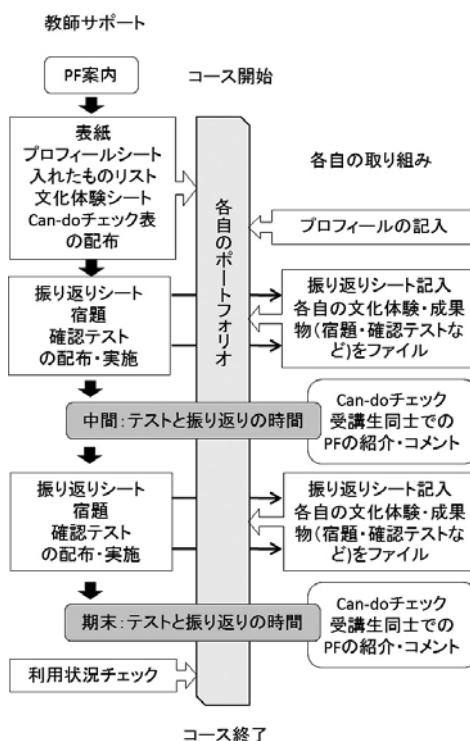 教師サポート
PF案内
コース開始
表紙
プロフィールシート
入れたものリスト
文化体験シート
Can-doチェック表
の配布
各自の取り組み
プロフィールの記入
各自のポートフォリオ
振り返りシート
宿題
確認テスト
の配布・実施
振り返りシート記入
各自の文化体験・成果
物(宿題・確認テストな
ど)をファイル
中間:テストと振り返りの時間
Can-doチェック
受講生同士での
PFの紹介・コメント
振り返りシート
宿題
確認テスト
の配布・実施
振り返りシート記入
各自の文化体験・成果
物(宿題・確認テストな
ど)をファイル
期末:テストと振り返りの時間
Can-doチェック
受講生同士での
PFの紹介・コメント
利用状況チェック
コース終了